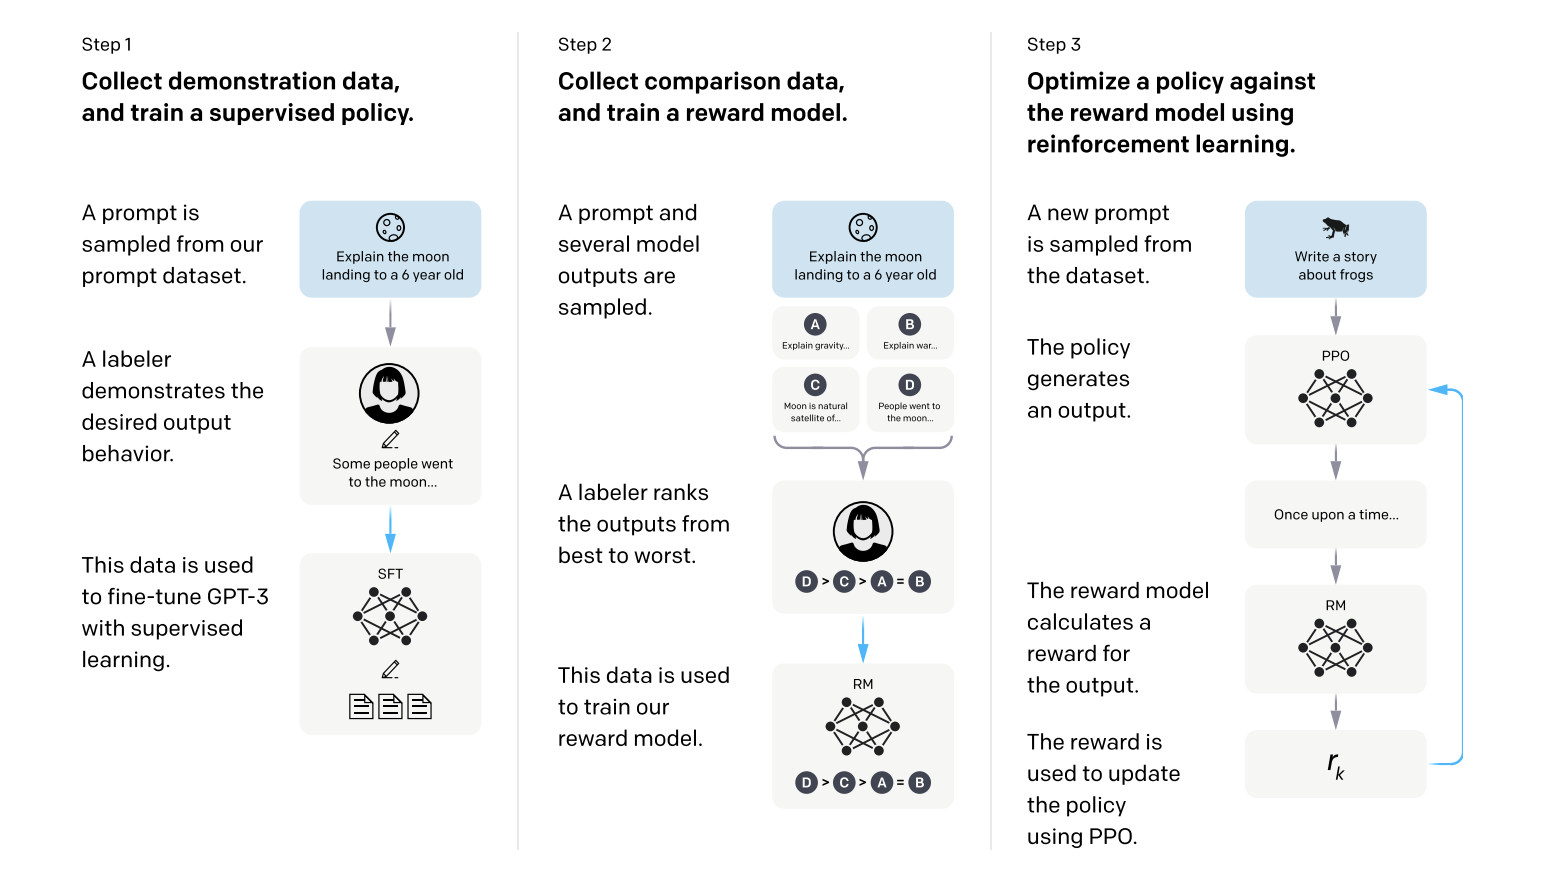 Step 1
Collect demonstration data,
and train a supervised policy.
A prompt is
sampled from our
prompt dataset.
Explain the moon
landing to a 6 year old
A labeler
demonstrates the
desired output
behavior.
Some people went
to the moon...
This data is used
to fine-tune GPT-3
with supervised
learning.
SFT
Step 2
Collect comparison data,
and train a reward model.
A prompt and
several model
outputs are
sampled.
Explain the moon
landing to a 6 year old
A
Explain gravity...
B
Explain war...
C
Moon is natural
satellite of...
D
People went to
the moon...
A labeler ranks
the outputs from
best to worst.
D > C > A = B
This data is used
to train our
reward model.
RM
D > C > A = B
Step 3
Optimize a policy against
the reward model using
reinforcement learning.
A new prompt
is sampled from
the dataset.
Write a story
about frogs
The policy
generates
an output.
PPO
Once upon a time...
The reward model
calculates a
reward for
the output.
RM
The reward is
used to update
the policy
using PPO.
r_k